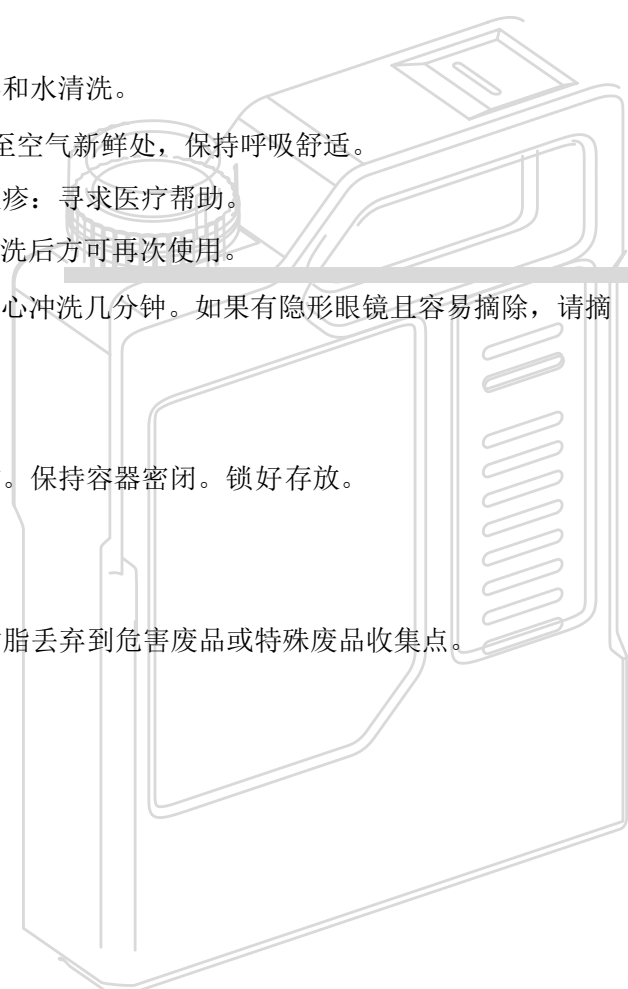 和水清洗。
至空气新鲜处，保持呼吸舒适。
疹：寻求医疗帮助。
洗后方可再次使用。
心冲洗几分钟。如果有隐形眼镜且容易摘除，请摘
。保持容器密闭。锁好存放。
脂丢弃到危害废品或特殊废品收集点。